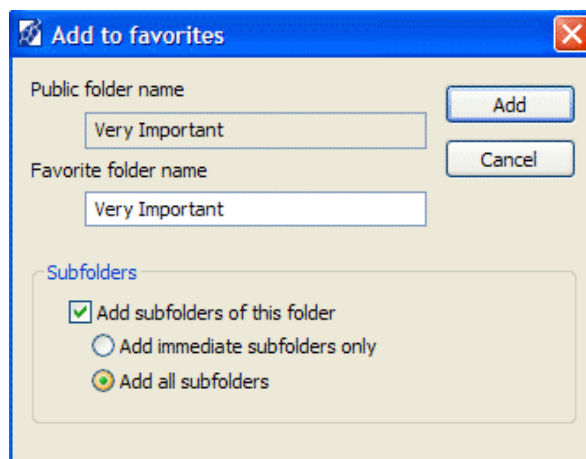 Add to favorites
Public folder name
Add
Very Important
Cancel
Favorite folder name
Very Important
Subfolders
Add subfolders of this folder
Add immediate subfolders only
Add all subfolders